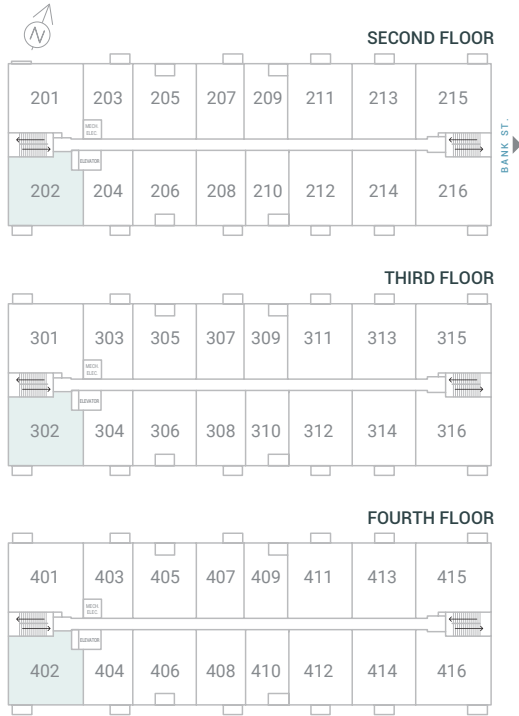 N
SECOND FLOOR
201 203 205 207 209 211 213 215
MECH.
ELEC.
BANK ST.
ELEVATOR
202 204 206 208 210 212 214 216
THIRD FLOOR
301 303 305 307 309 311 313 315
MECH.
ELEC.
ELEVATOR
302 304 306 308 310 312 314 316
FOURTH FLOOR
401 403 405 407 409 411 413 415
MECH.
ELEC.
ELEVATOR
402 404 406 408 410 412 414 416